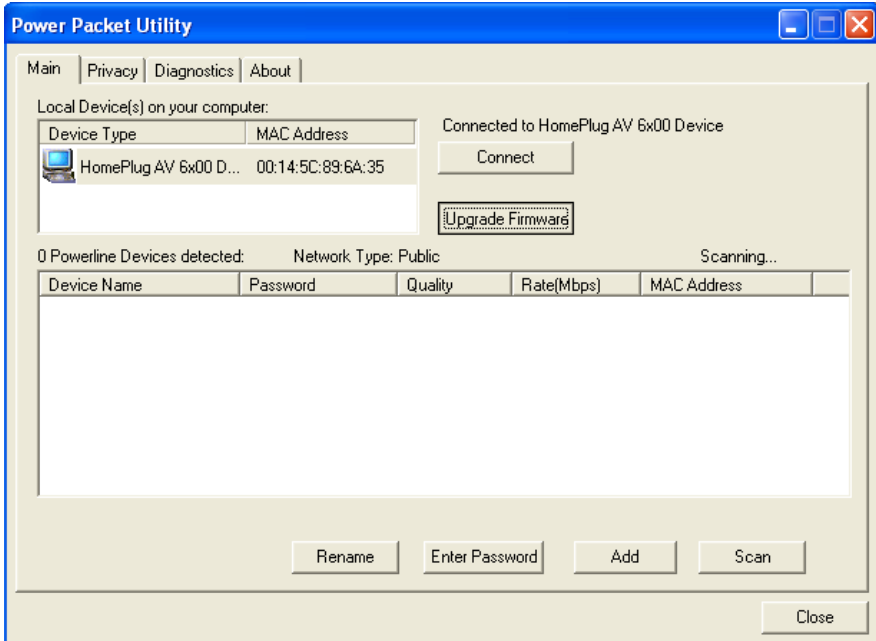 Power Packet Utility
Main Privacy Diagnostics About
Local Device(s) on your computer:
Device Type MAC Address
HomePlug AV 6x00 D... 00:14:5C:89:6A:35
Connected to HomePlug AV 6x00 Device
Connect
Upgrade Firmware
0 Powerline Devices detected: Network Type: Public Scanning...
Device Name Password Quality Rate(Mbps) MAC Address
Rename Enter Password Add Scan
Close